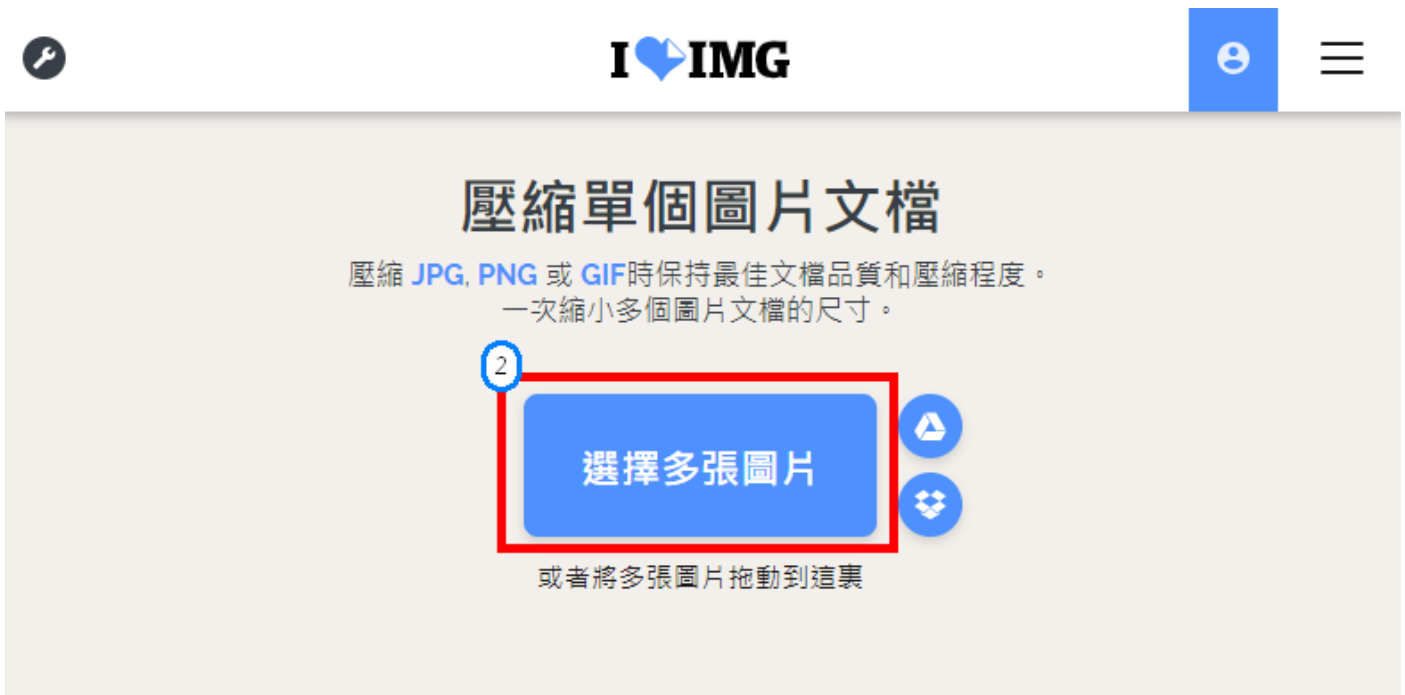 I IMG
壓縮單個圖片文檔
壓縮 JPG, PNG 或 GIF時保持最佳文檔品質和壓縮程度。
一次縮小多個圖片文檔的尺寸。
2
選擇多張圖片
或者將多張圖片拖動到這裏